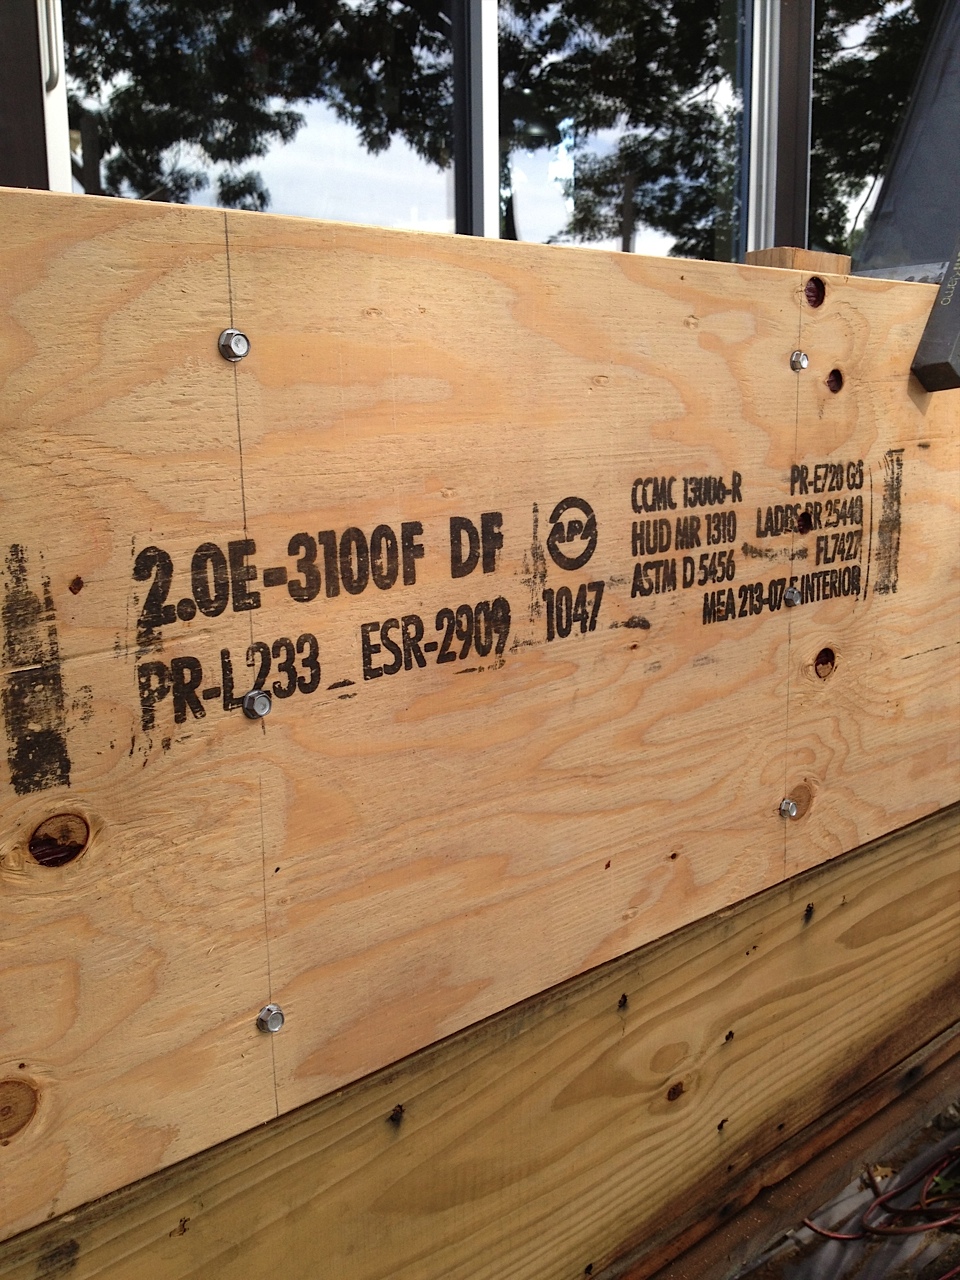 2.0E-3100F DF
PR-L233 ESR-2909 1047
APA
CCMC 13006-R PR-E720 GS
HUD MR 1310 LADBS RR 25440
ASTM D 5456 FL7427
MEA 213-07-E INTERIOR